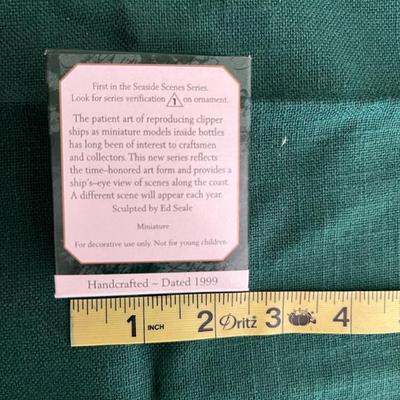 First in the Seaside Scenes Series.
Look for series verification 1 on ornament.
The patient art of reproducing clipper
ships as miniature models inside bottles
has long been of interest to craftsmen
and collectors. This new series reflects
the time-honored art form and provides a
ship's-eye view of scenes along the coast.
A different scene will appear each year.
Sculpted by Ed Seale
Miniature
For decorative use only. Not for young children.
Handcrafted ~ Dated 1999
1 INCH 2 Dritz 3 4